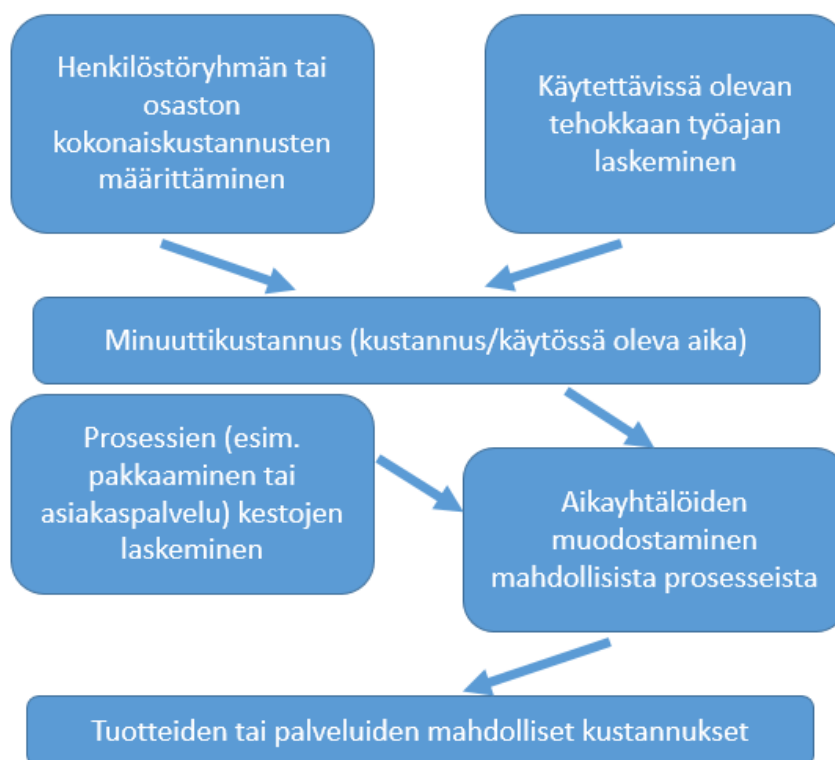 Henkilöstöryhmän tai
osaston
kokonaiskustannusten
määrittäminen
Käytettävissä olevan
tehokkaan työajan
laskeminen
Minuuttikustannus (kustannus/käytössä oleva aika)
Prosessien (esim.
pakkaaminen tai
asiakaspalvelu) kestojen
laskeminen
Aikayhtälöiden
muodostaminen
mahdollisista prosesseista
Tuotteiden tai palveluiden mahdolliset kustannukset